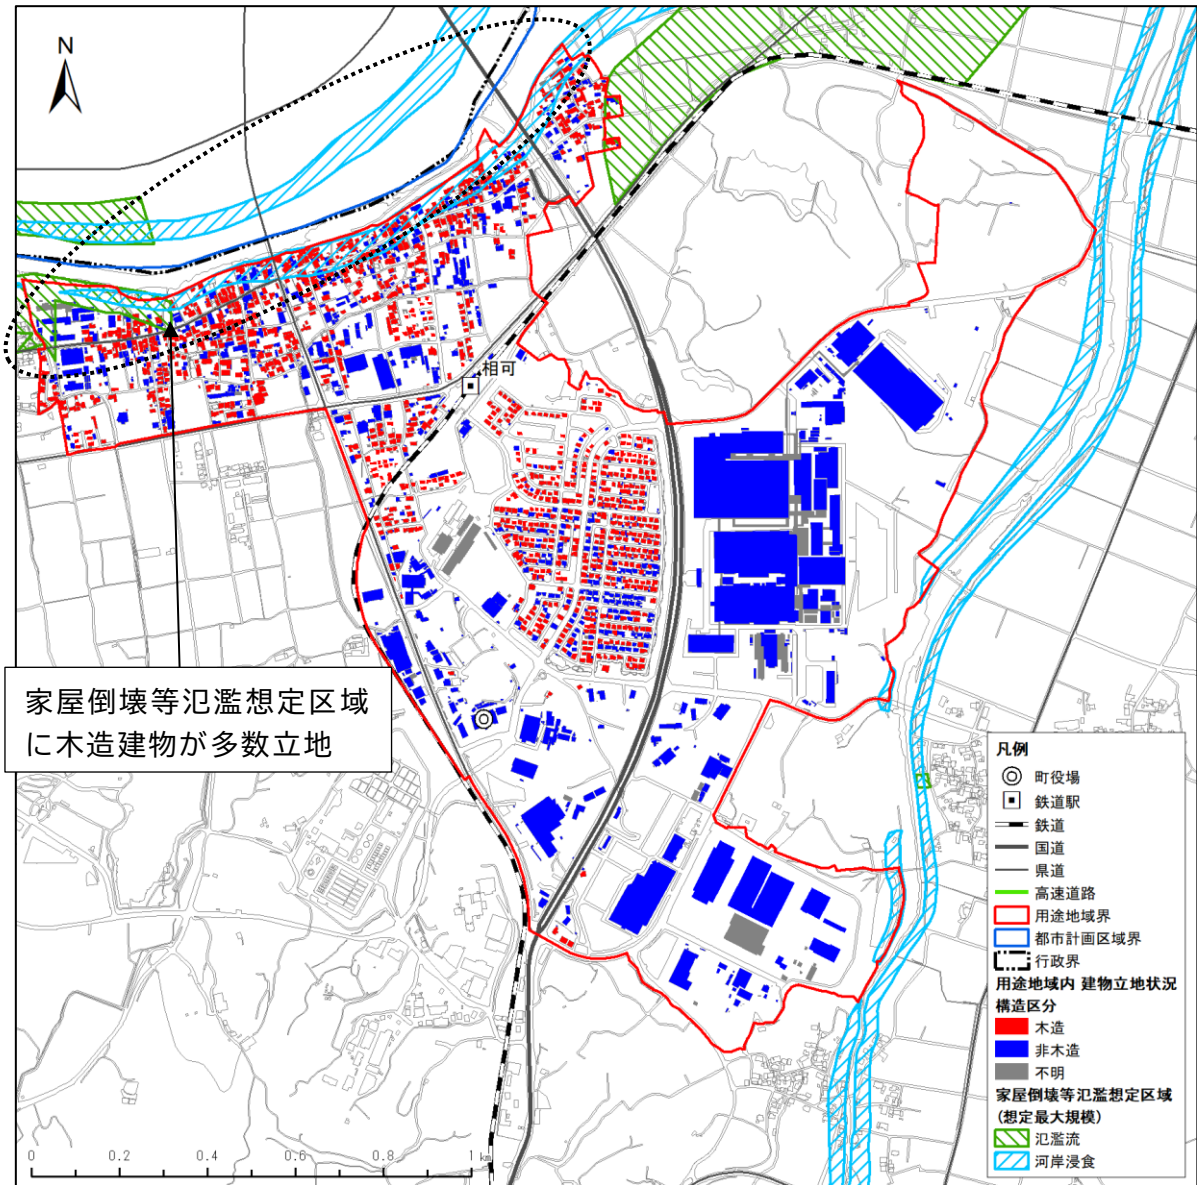 N
相可
家屋倒壊等氾濫想定区域
に木造建物が多数立地
凡例
町役場
鉄道駅
鉄道
国道
県道
高速道路
用途地域界
都市計画区域界
行政界
用途地域内 建物立地状況
構造区分
木造
非木造
不明
家屋倒壊等氾濫想定区域
(想定最大規模)
氾濫流
河岸浸食
0 0.2 0.4 0.6 0.8 1 km